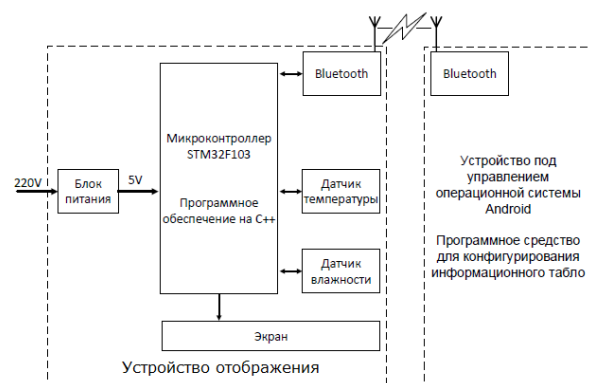 Bluetooth
Bluetooth
Микроконтроллер
STM32F103
Программное
обеспечение на C++
220V
Блок
питания
5V
Датчик
температуры
Датчик
влажности
Экран
Устройство отображения
Устройство под
управлением
операционной системы
Android
Программное средство
для конфигурирования
информационного табло